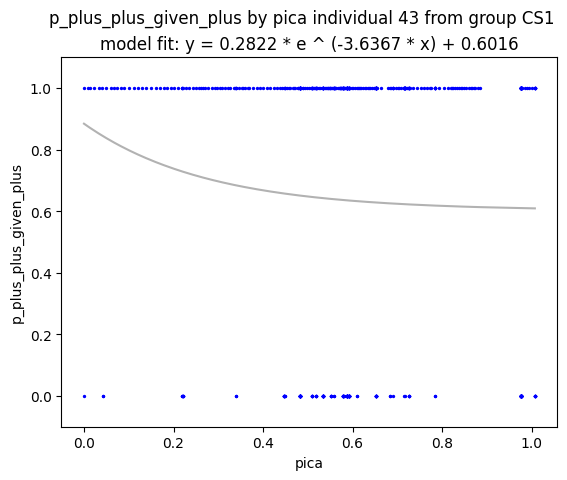 p_plus_plus_given_plus by pica individual 43 from group CS1
model fit: y = 0.2822 * e ^ (-3.6367 * x) + 0.6016
1.0
0.8
0.6
0.4
0.2
0.0
p_plus_plus_given_plus
0.0 0.2 0.4 0.6 0.8 1.0
pica